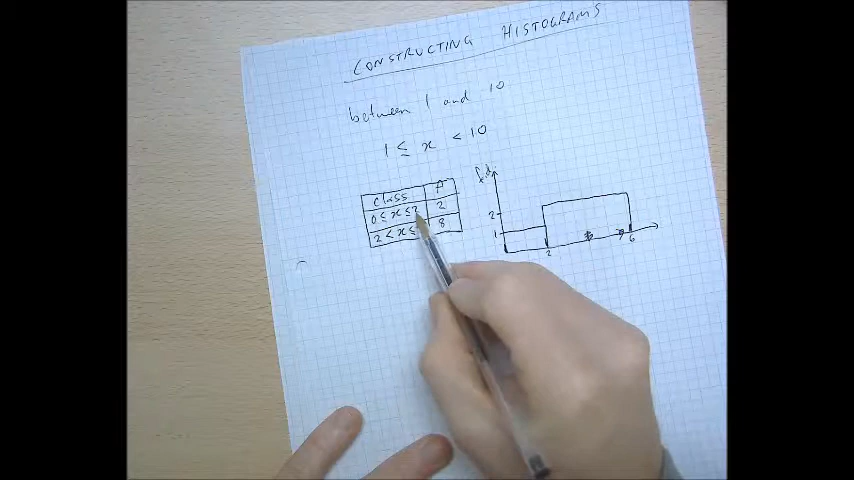 CONSTRUCTING HISTOGRAMS
between 1 and 10
1 ≤ x < 10
class f
0 ≤ x ≤ 2 2
2 < x ≤ 8
f.d.
2
1
2 6